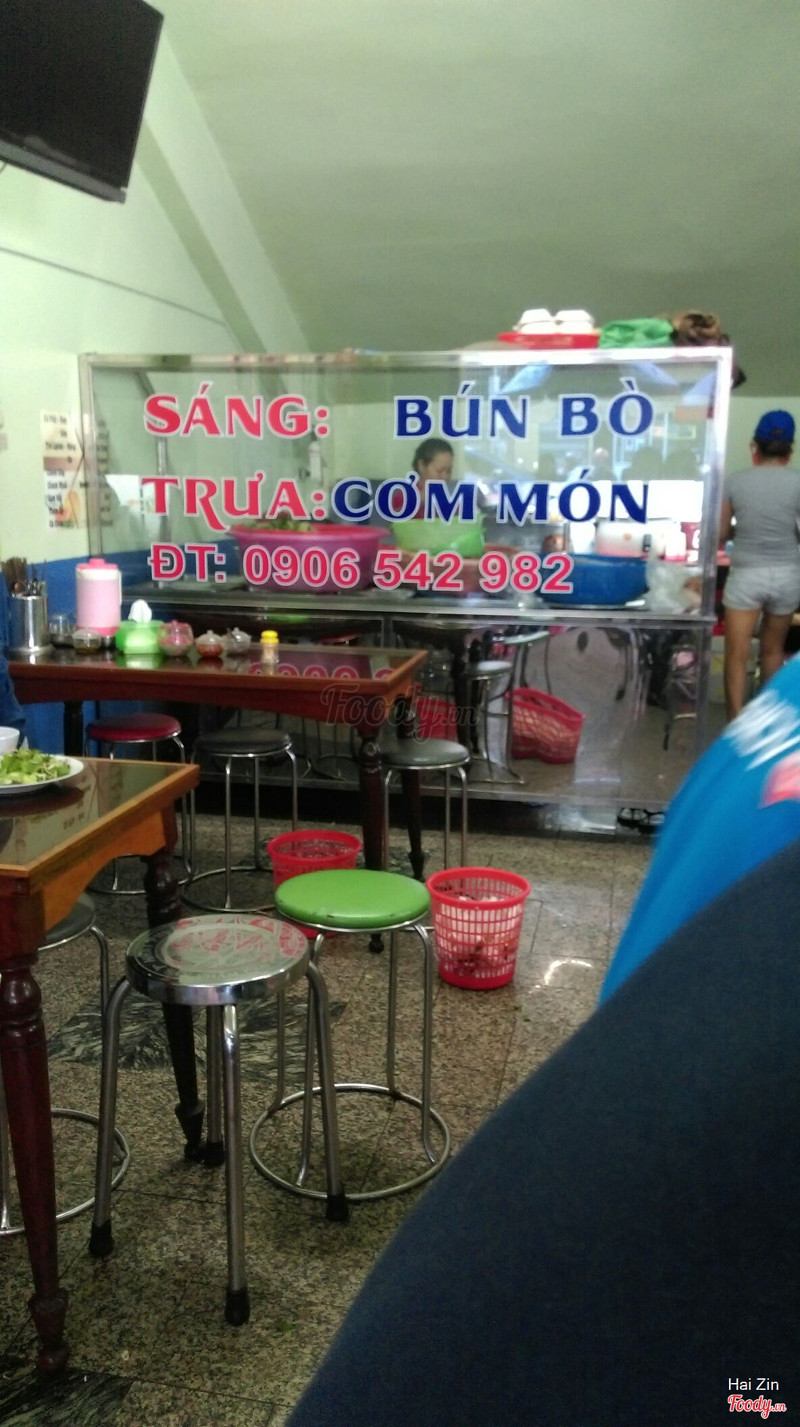 SÁNG: BÚN BÒ
TRƯA: CƠM MÓN
ĐT: 0906 542 982
Foody.vn
Hai Zin
Foody.vn